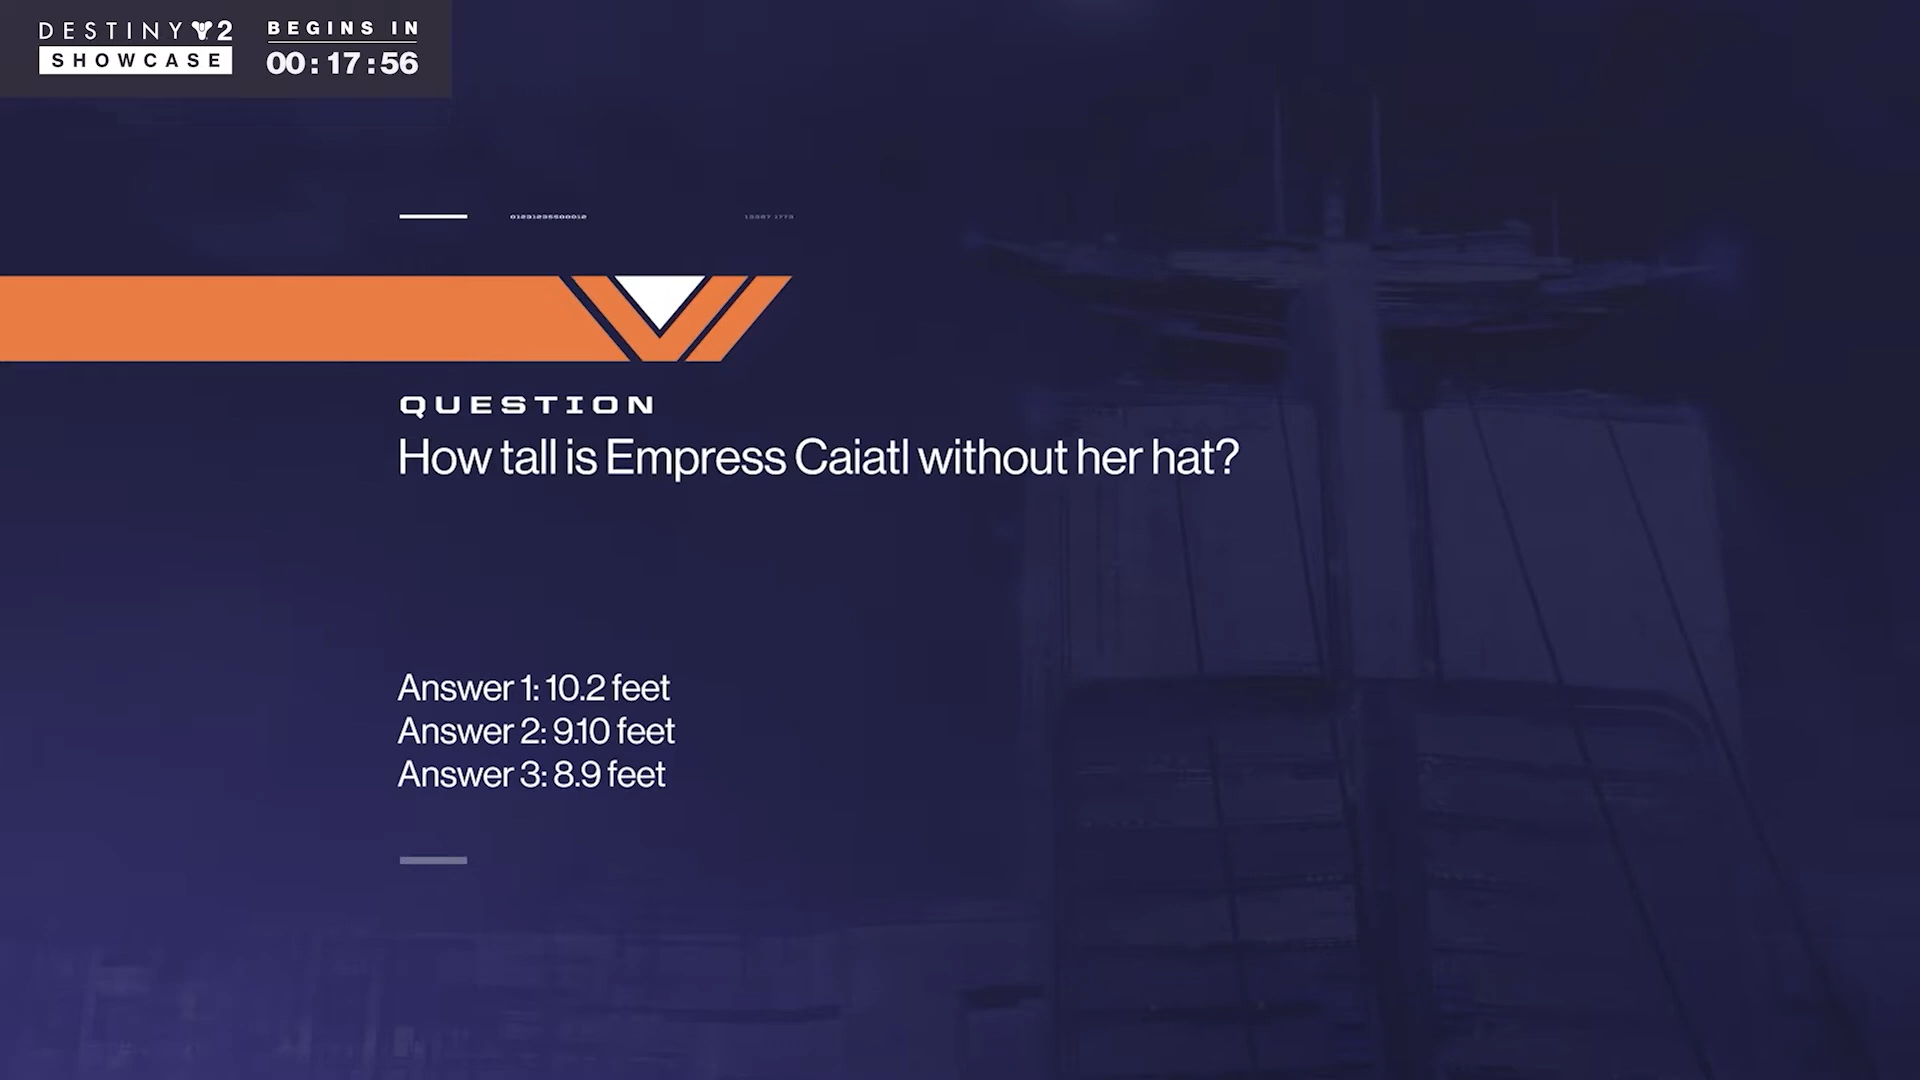 DESTINY 2
SHOWCASE
BEGINS IN
00:17:56
QUESTION
How tall is Empress Caiatl without her hat?
Answer 1: 10.2 feet
Answer 2: 9.10 feet
Answer 3: 8.9 feet